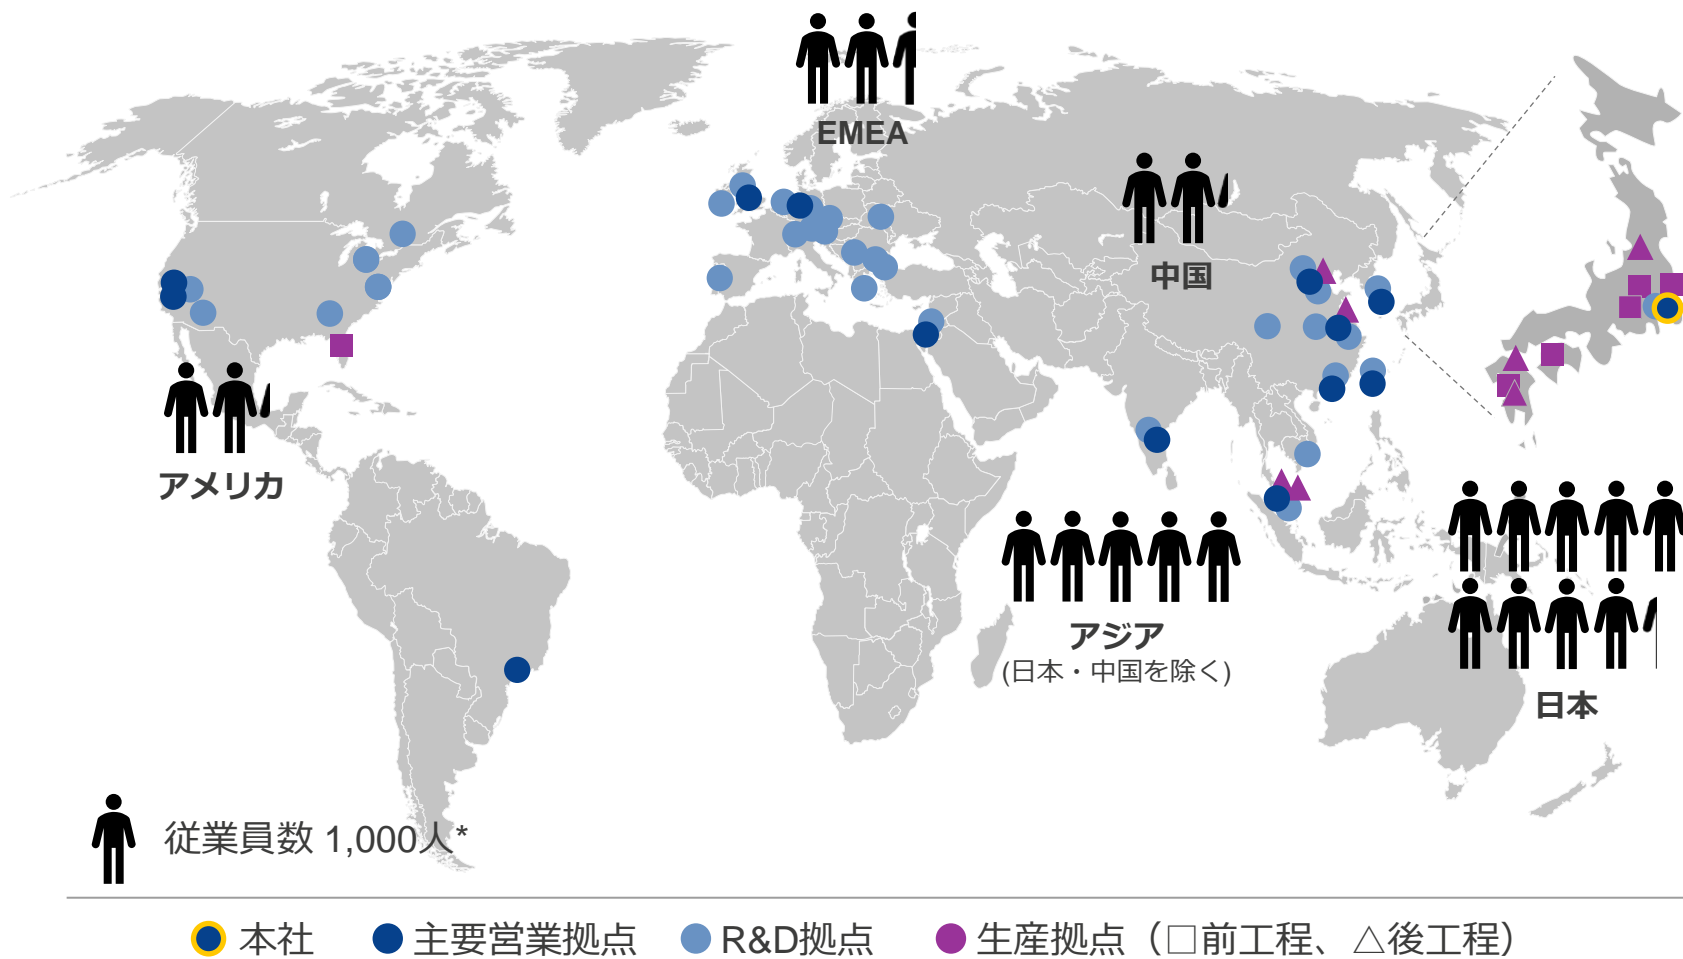 EMEA
中国
アメリカ
アジア
(日本・中国を除く)
日本
従業員数 1,000人*
本社
主要営業拠点
R&D拠点
生産拠点（□前工程、△後工程）